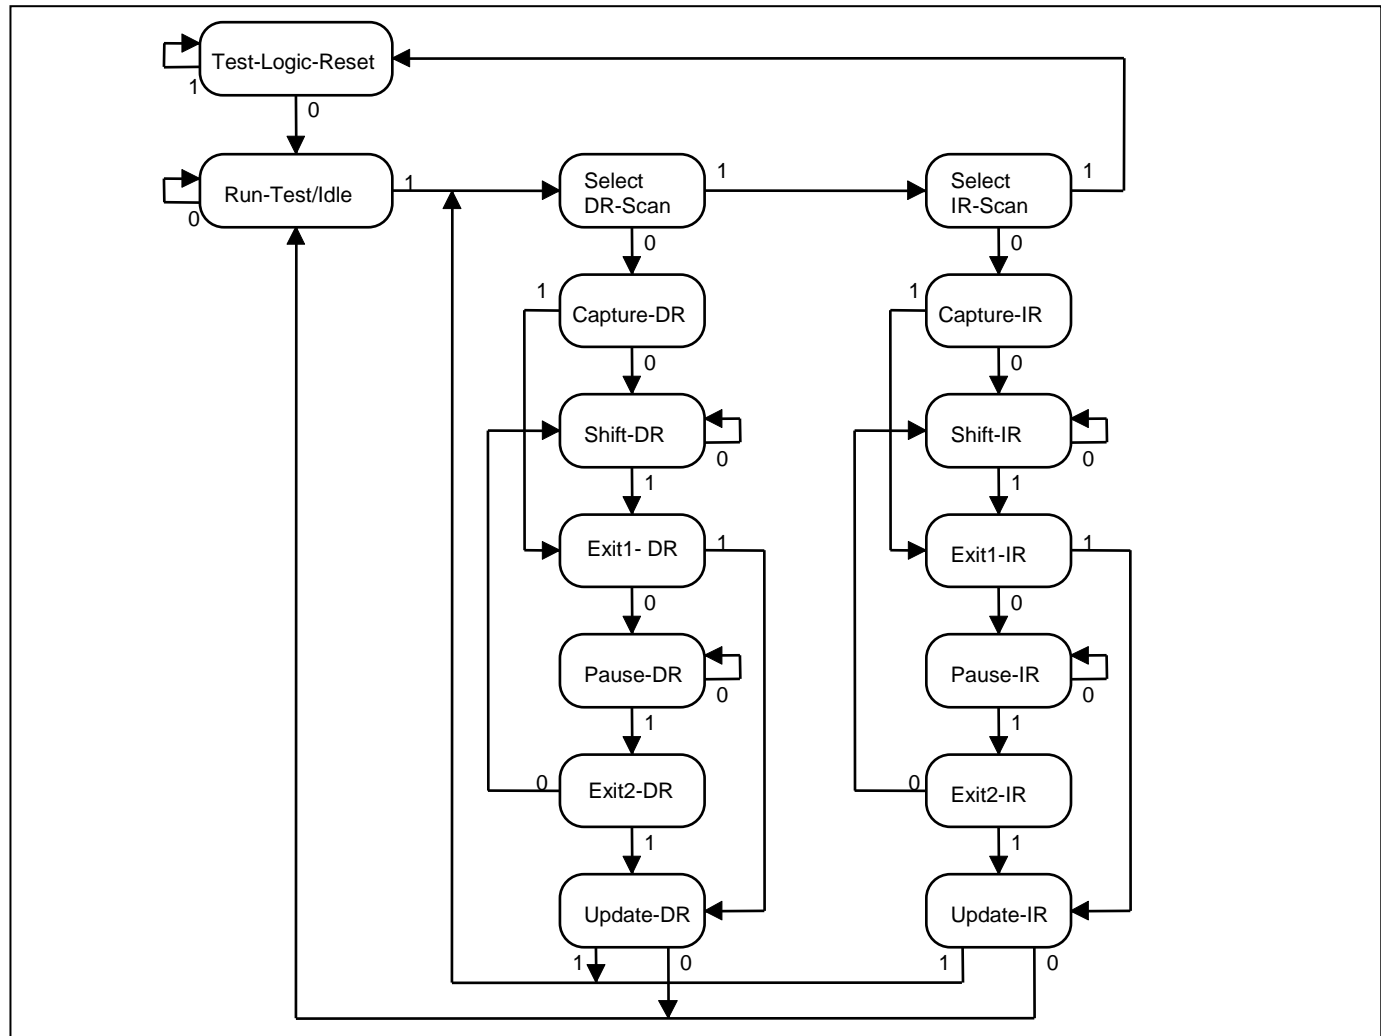 Test-Logic-Reset
1
0
Run-Test/Idle
0
1
Select
DR-Scan
1
0
Select
IR-Scan
1
0
1
Capture-DR
0
1
Capture-IR
0
Shift-DR
0
1
Shift-IR
0
1
Exit1- DR
1
0
Exit1-IR
1
0
Pause-DR
0
1
Pause-IR
0
1
0
Exit2-DR
1
0
Exit2-IR
1
Update-DR
1
0
Update-IR
1
0